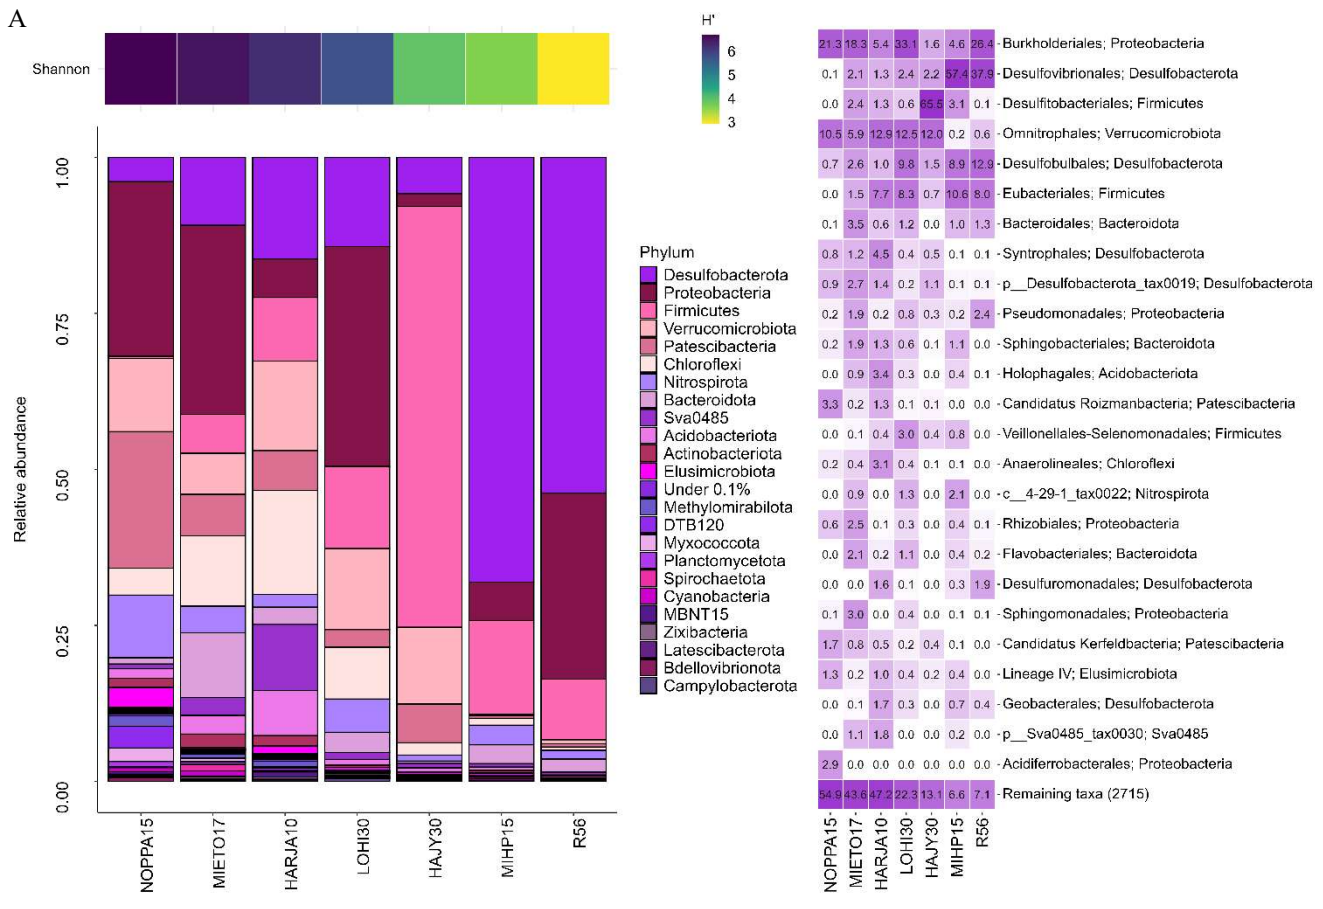 A
Shannon
H'
6
5
4
3
Relative abundance
1.00
0.75
0.50
0.25
0.00
NOPPA15
MIETO17
HARJA10
LOHI30
HAJY30
MIHP15
R56
Phylum
Desulfobacterota
Proteobacteria
Firmicutes
Verrucomicrobiota
Patescibacteria
Chloroflexi
Nitrospirota
Bacteroidota
Sva0485
Acidobacteriota
Actinobacteriota
Elusimicrobiota
Under 0.1%
Methylomirabilota
DTB120
Myxococcota
Planctomycetota
Spirochaetota
Cyanobacteria
MBNT15
Zixibacteria
Latescibacterota
Bdellovibrionota
Campylobacterota
21.3 18.3 5.4 33.1 1.6 4.6 26.4 - Burkholderiales; Proteobacteria
0.1 2.1 1.3 2.4 2.2 57.4 37.9 - Desulfovibrionales; Desulfobacterota
0.0 2.4 1.3 0.6 65.5 3.1 0.1 - Desulfitobacteriales; Firmicutes
10.5 5.9 12.9 12.5 12.0 0.2 0.6 - Omnitrophales; Verrucomicrobiota
0.7 2.6 1.0 9.8 1.5 8.9 12.9 - Desulfobulbales; Desulfobacterota
0.0 1.5 7.7 8.3 0.7 10.6 8.0 - Eubacteriales; Firmicutes
0.1 3.5 0.6 1.2 0.0 1.0 1.3 - Bacteroidales; Bacteroidota
0.8 1.2 4.5 0.4 0.5 0.1 0.1 - Syntrophales; Desulfobacterota
0.9 2.7 1.4 0.2 1.1 0.1 0.1 - p__Desulfobacterota_tax0019; Desulfobacterota
0.2 1.9 0.2 0.8 0.3 0.2 2.4 - Pseudomonadales; Proteobacteria
0.2 1.9 1.3 0.6 0.1 1.1 0.0 - Sphingobacteriales; Bacteroidota
0.0 0.9 3.4 0.3 0.0 0.4 0.1 - Holophagales; Acidobacteriota
3.3 0.2 1.3 0.1 0.1 0.0 0.0 - Candidatus Roizmanbacteria; Patescibacteria
0.0 0.1 0.4 3.0 0.4 0.8 0.0 - Veillonellales-Selenomonadales; Firmicutes
0.2 0.4 3.1 0.4 0.1 0.1 0.0 - Anaerolineales; Chloroflexi
0.0 0.9 0.0 1.3 0.0 2.1 0.0 - c__4-29-1_tax0022; Nitrospirota
0.6 2.5 0.1 0.3 0.0 0.4 0.1 - Rhizobiales; Proteobacteria
0.0 2.1 0.2 1.1 0.0 0.4 0.2 - Flavobacteriales; Bacteroidota
0.0 0.0 1.6 0.1 0.0 0.3 1.9 - Desulfuromonadales; Desulfobacterota
0.1 3.0 0.0 0.4 0.0 0.1 0.1 - Sphingomonadales; Proteobacteria
1.7 0.8 0.5 0.2 0.4 0.1 0.0 - Candidatus Kerfeldbacteria; Patescibacteria
1.3 0.2 1.0 0.4 0.2 0.4 0.0 - Lineage IV; Elusimicrobiota
0.0 0.1 1.7 0.3 0.0 0.7 0.4 - Geobacterales; Desulfobacterota
0.0 1.1 1.8 0.0 0.0 0.2 0.0 - p__Sva0485_tax0030; Sva0485
2.9 0.0 0.0 0.0 0.0 0.0 0.0 - Acidiferrobacterales; Proteobacteria
54.9 43.6 47.2 22.3 13.1 6.6 7.1 - Remaining taxa (2715)
NOPPA15-
MIETO17-
HARJA10-
LOHI30-
HAJY30-
MIHP15-
R56-